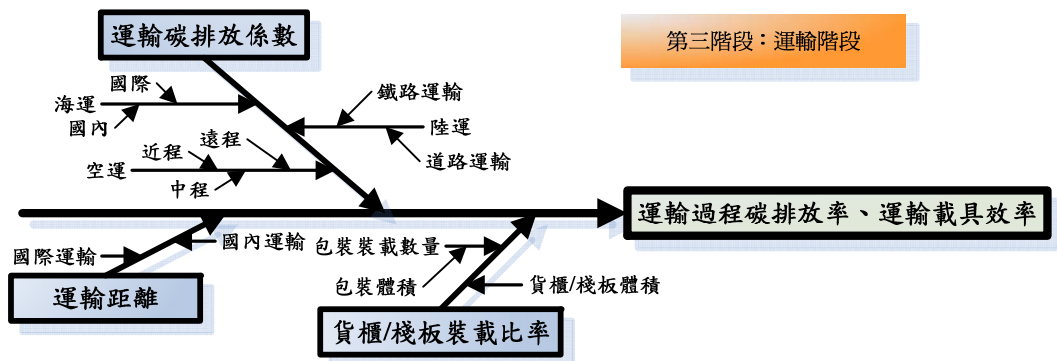 運輸碳排放係數
第三階段：運輸階段
國際
海運
國內
鐵路運輸
陸運
道路運輸
近程
遠程
空運
中程
運輸過程碳排放率、運輸載具效率
國際運輸
國內運輸
運輸距離
包裝裝載數量
包裝體積
貨櫃/棧板體積
貨櫃/棧板裝載比率